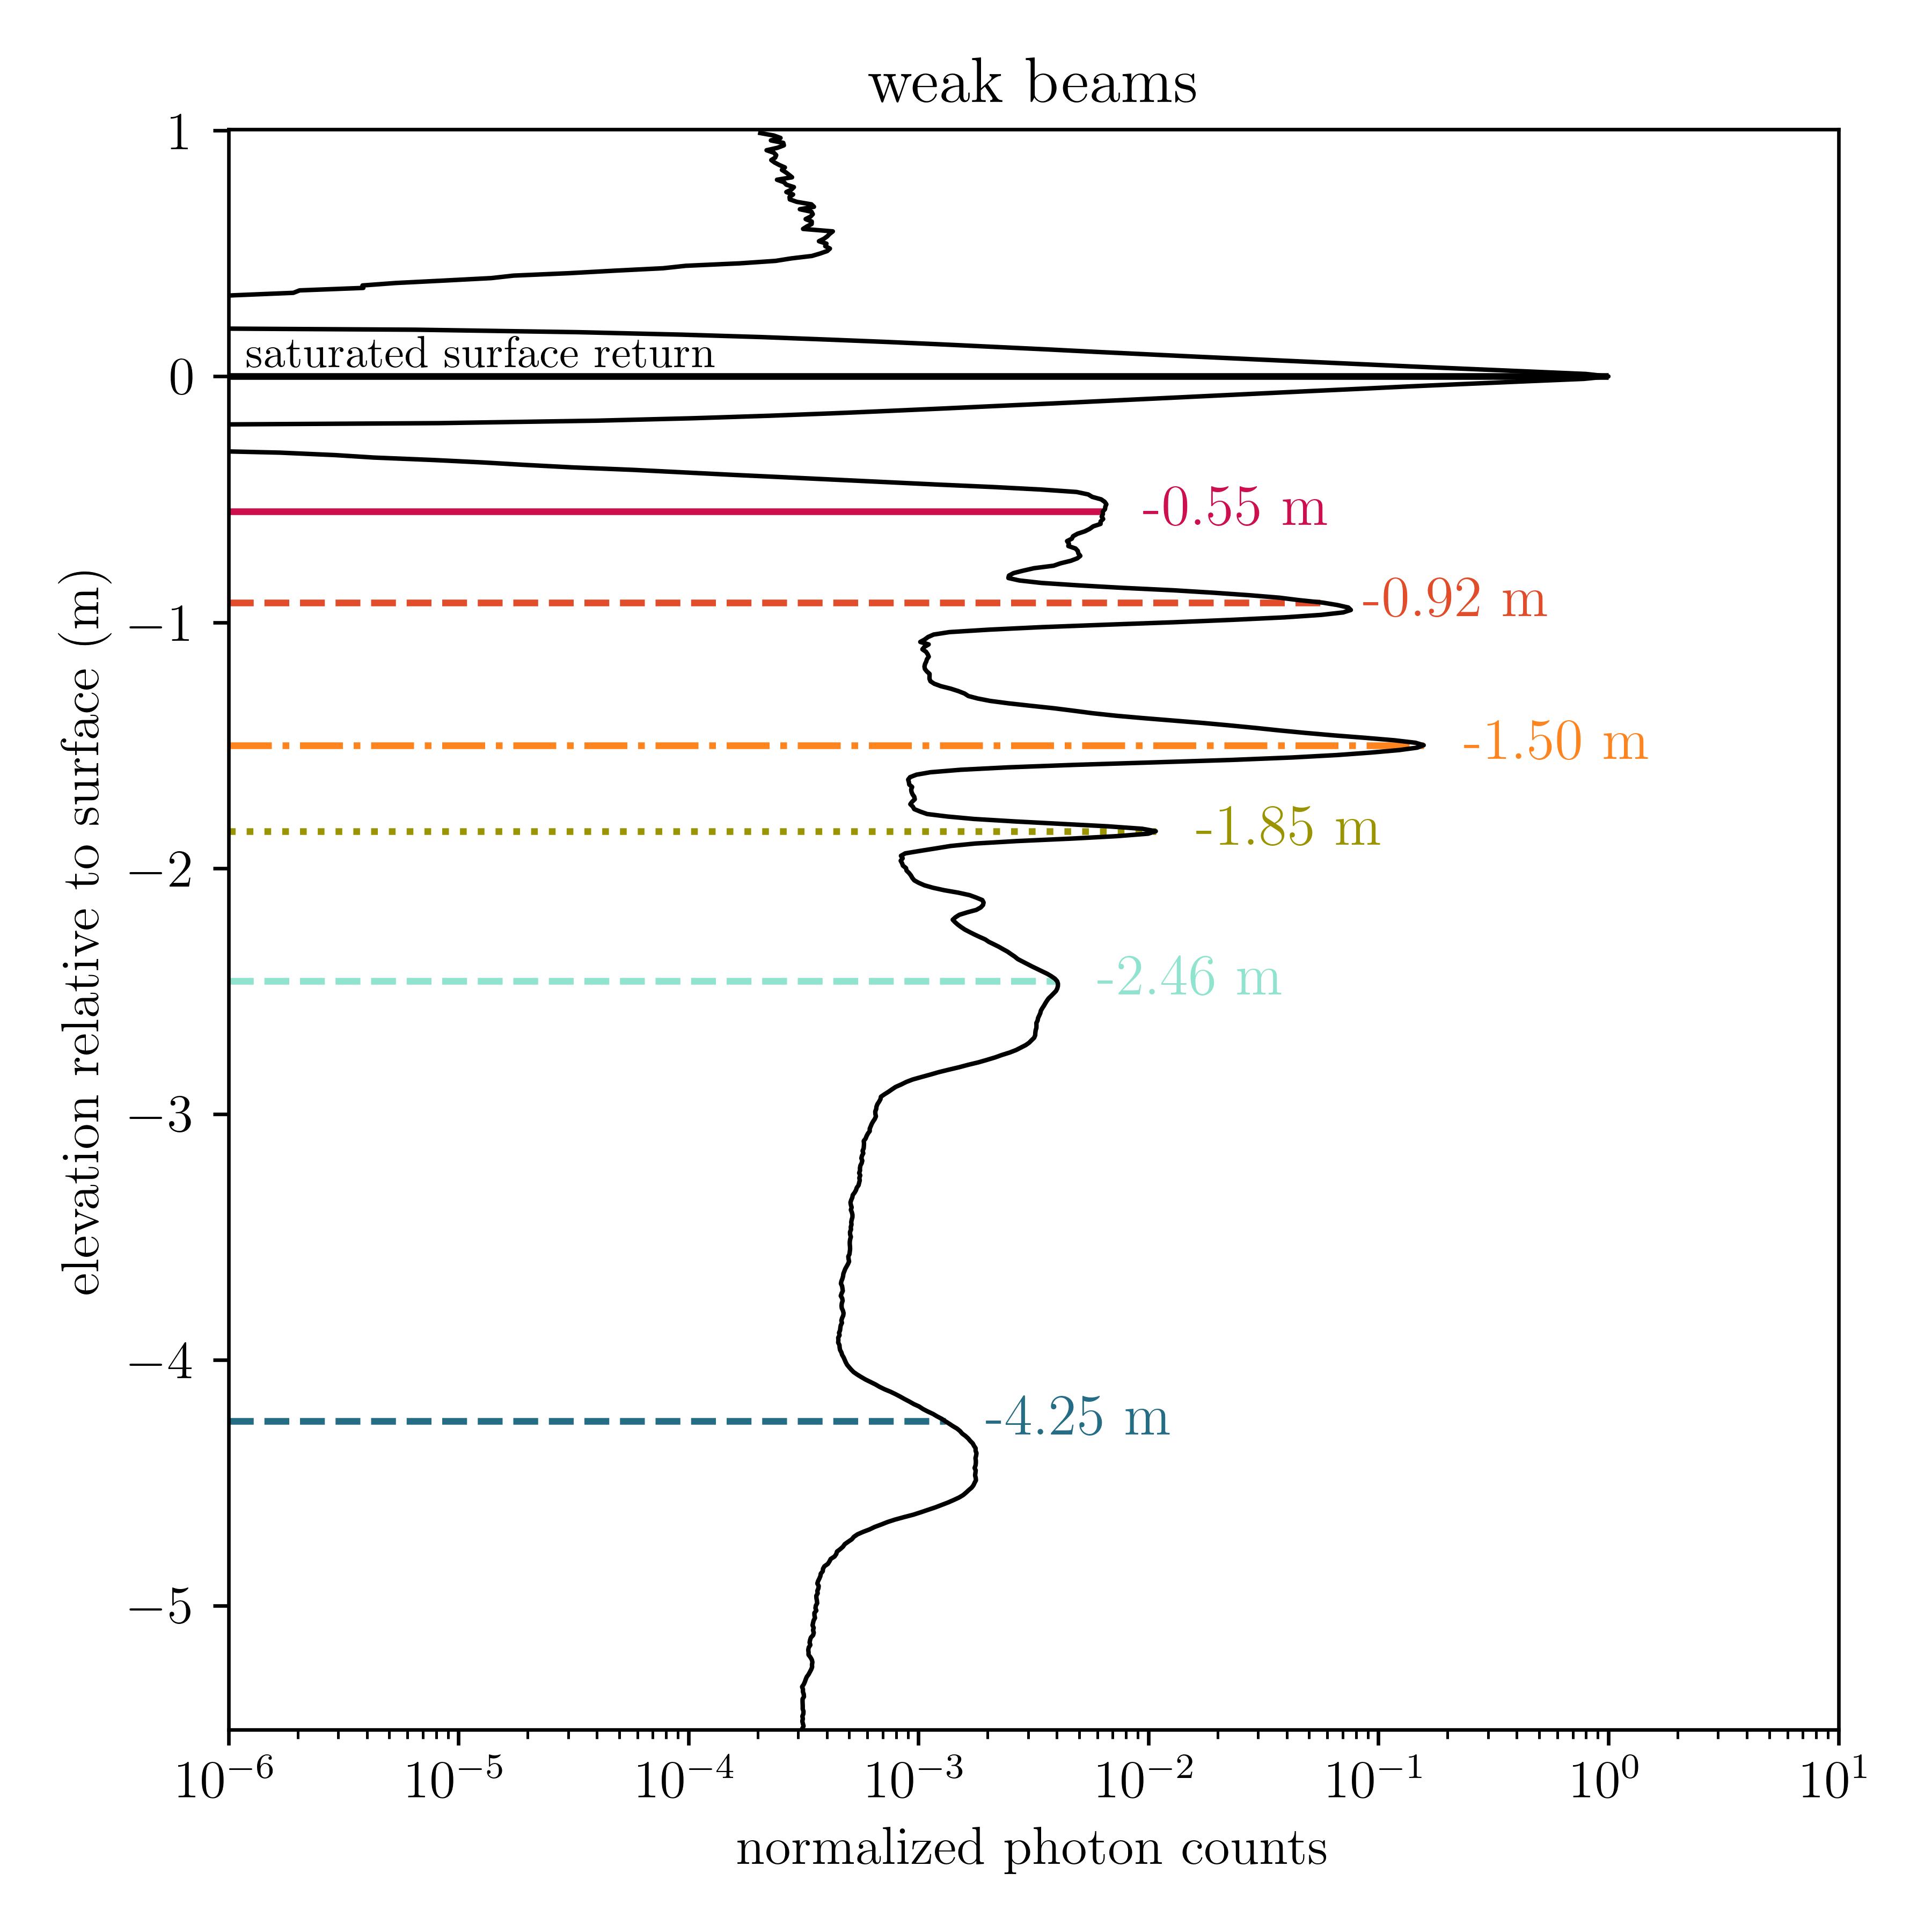 weak beams
1
0
−1
−2
−3
−4
−5
elevation relative to surface (m)
saturated surface return
-0.55 m
-0.92 m
-1.50 m
-1.85 m
-2.46 m
-4.25 m
10⁻⁶ 10⁻⁵ 10⁻⁴ 10⁻³ 10⁻² 10⁻¹ 10⁰ 10¹
normalized photon counts